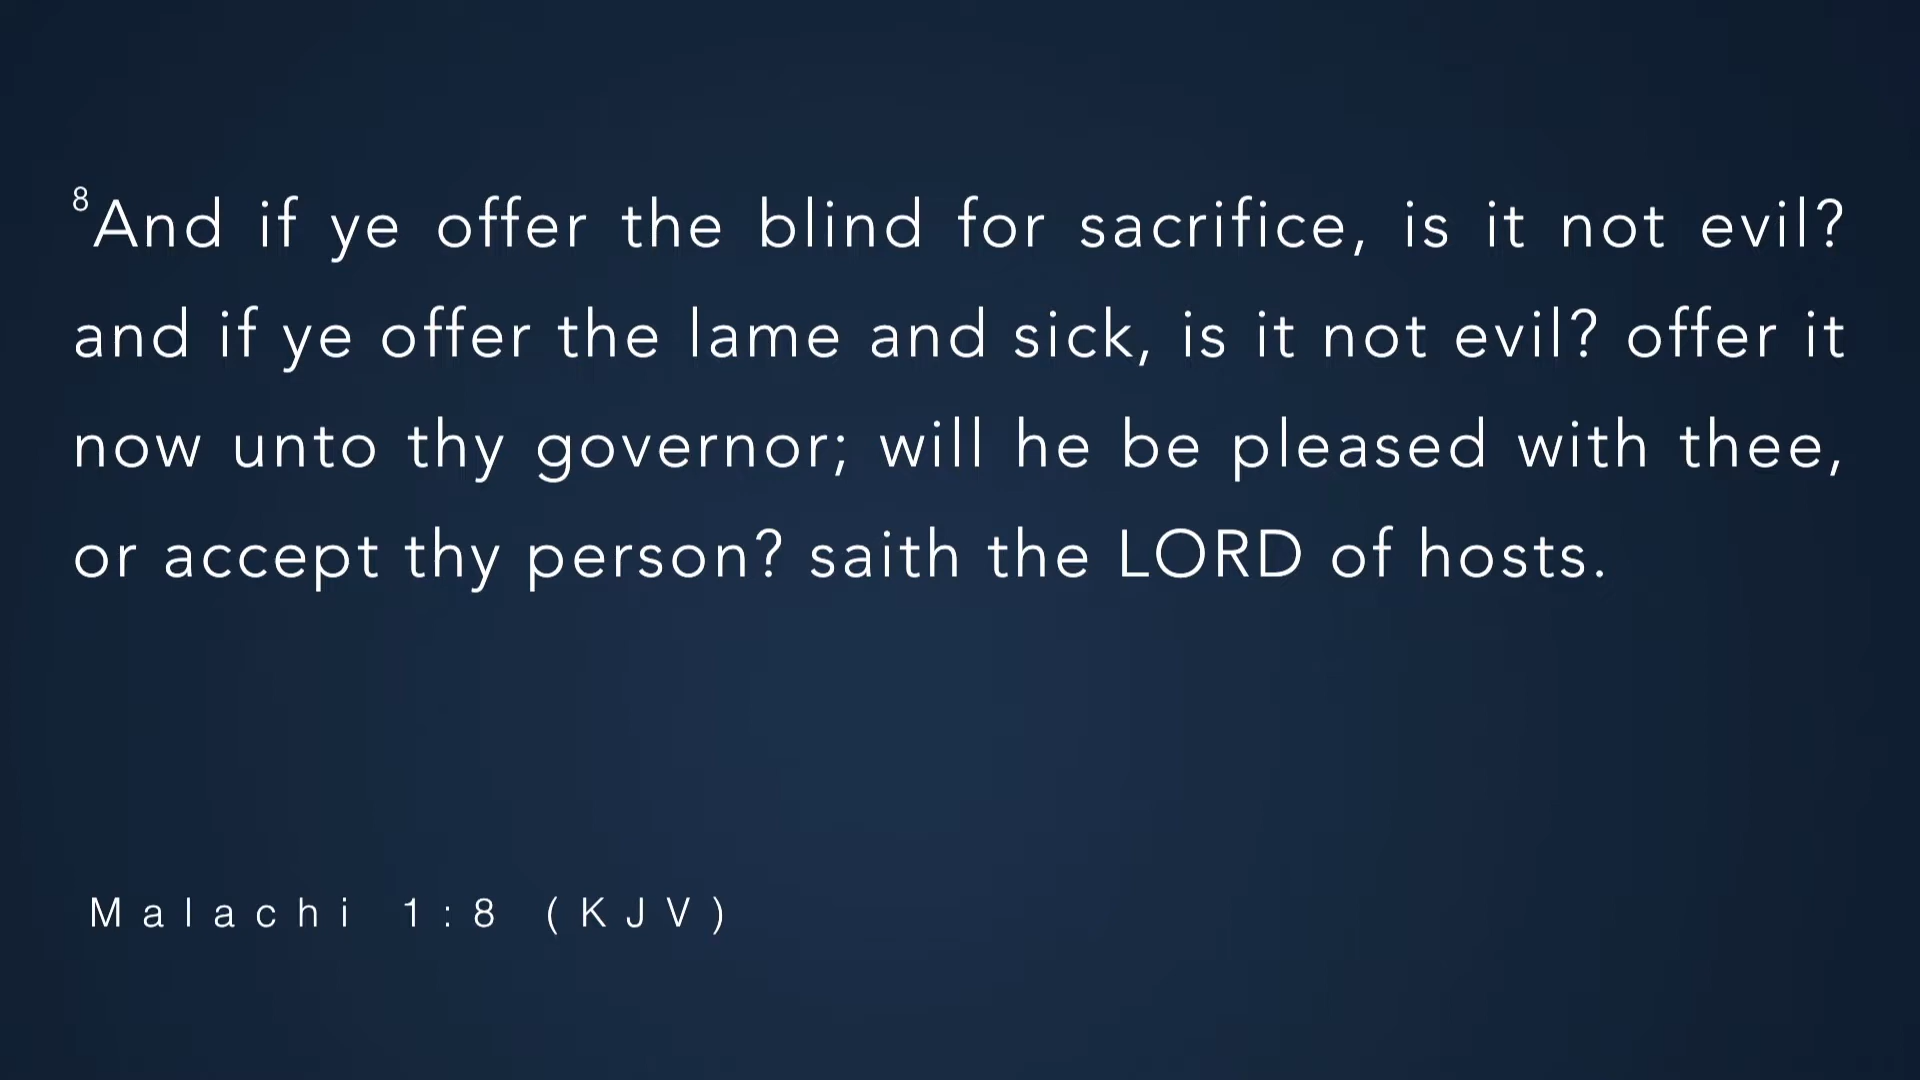 8And if ye offer the blind for sacrifice, is it not evil?
and if ye offer the lame and sick, is it not evil? offer it
now unto thy governor; will he be pleased with thee,
or accept thy person? saith the LORD of hosts.
Malachi 1:8 (KJV)